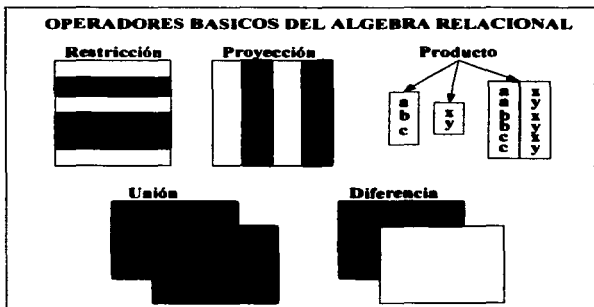 OPERADORES BASICOS DEL ALGEBRA RELACIONAL
Restricción Proyección Producto
a
b
c
x
y
a x
a y
b x
b y
c x
c y
Unión Diferencia